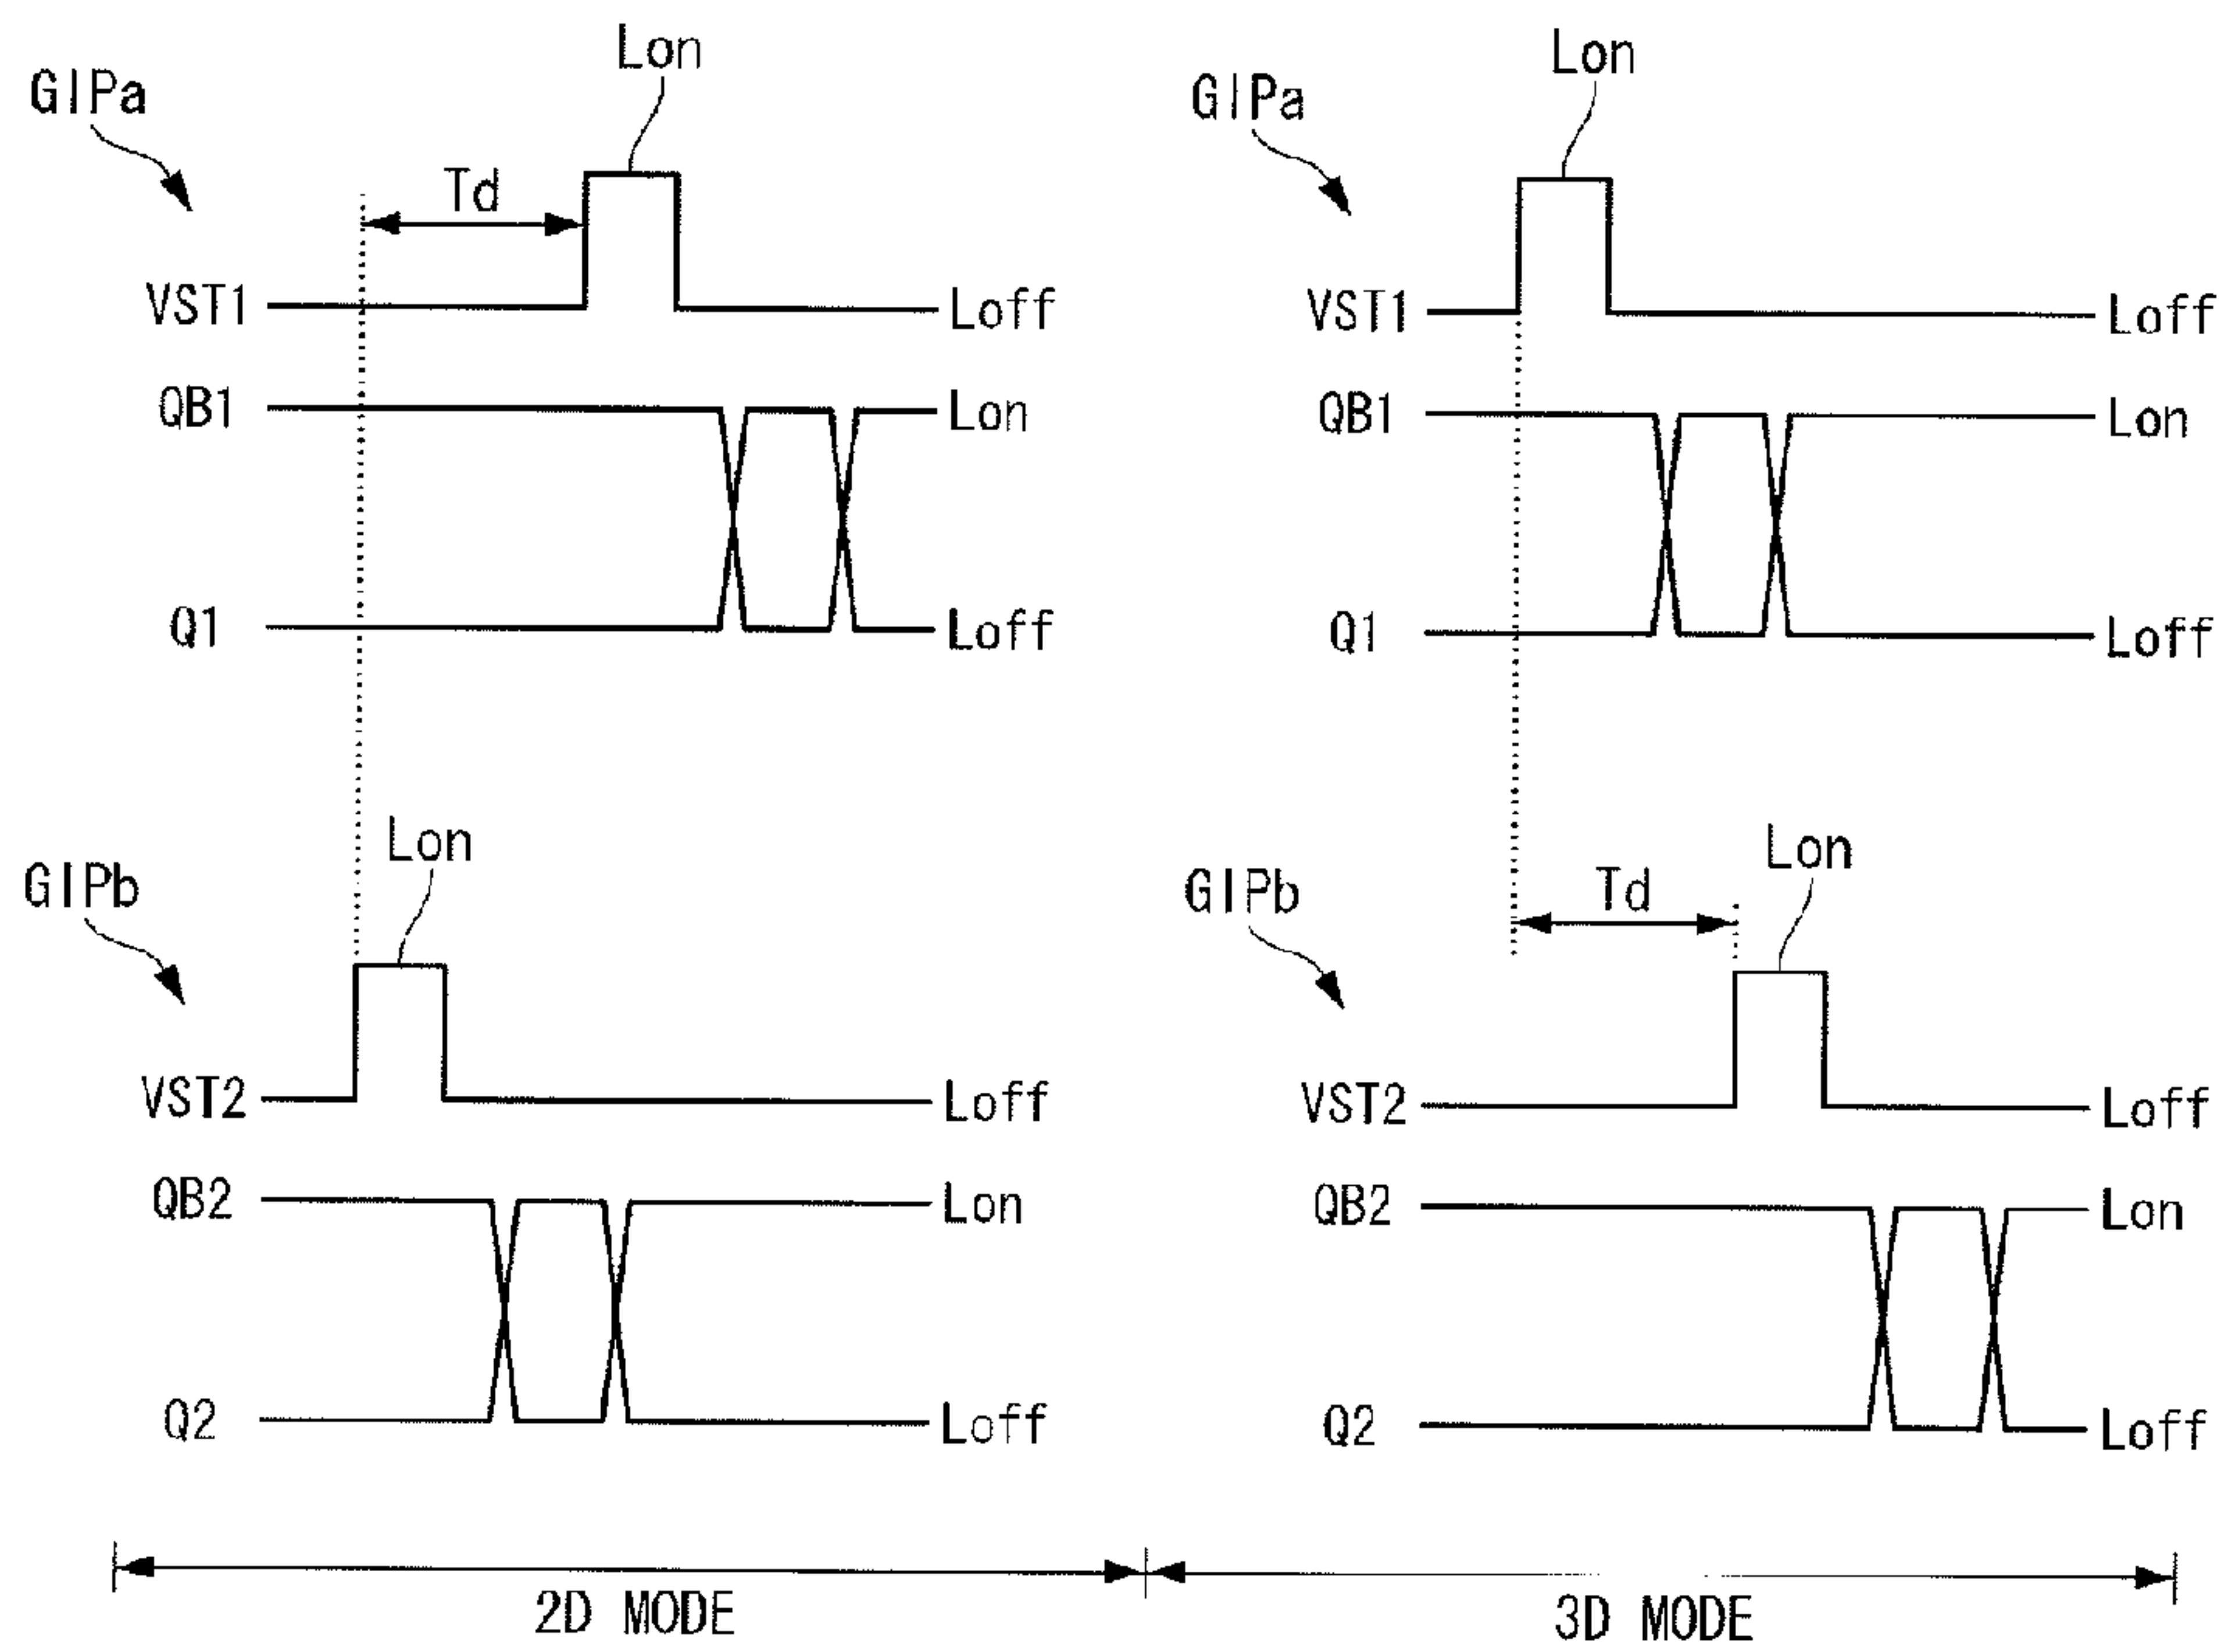 Lon
GIPa
Td
VST1 Loff
QB1 Lon
Q1 Loff
Lon
GIPb
VST2 Loff
QB2 Lon
Q2 Loff
2D MODE
Lon
GIPa
VST1 Loff
QB1 Lon
Q1 Loff
Lon
GIPb
Td
VST2 Loff
QB2 Lon
Q2 Loff
3D MODE